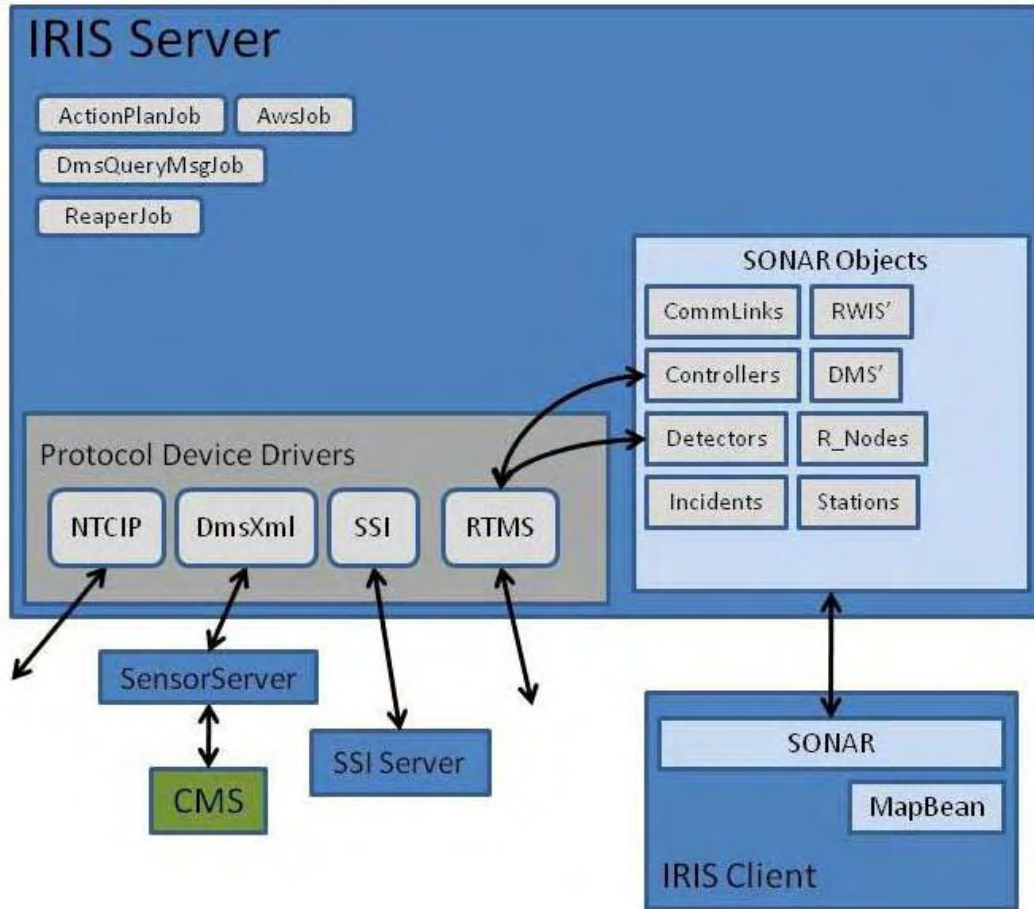 IRIS Server
ActionPlanJob AwsJob
DmsQueryMsgJob
ReaperJob
SONAR Objects
CommLinks RWIS’
Controllers DMS’
Detectors R_Nodes
Incidents Stations
Protocol Device Drivers
NTCIP DmsXml SSI RTMS
SensorServer
SSI Server
CMS
SONAR
MapBean
IRIS Client